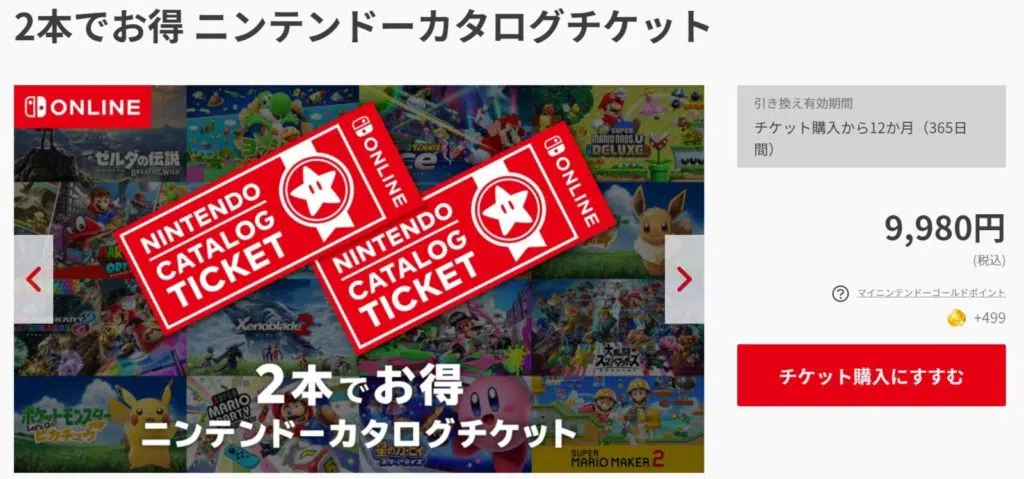 2本でお得 ニンテンドーカタログチケット
ONLINE
ゼルダの伝説
BREATH OF THE WILD
TENNIS
SUPER
MARIO BROS. U
DELUXE
ONLINE
NINTENDO
CATALOG
TICKET
ONLINE
NINTENDO
CATALOG
TICKET
Xenoblade2
大乱闘
スマッシュブラザーズ
ポケットモンスター
Let's Go!
ピカチュウ
SUPER
MARIO
PARTY
星のカービィ
スターアライズ
SUPER
MARIO MAKER 2
2本でお得
ニンテンドーカタログチケット
引き換え有効期間
チケット購入から12か月（365日
間）
9,980円
(税込)
? マイニンテンドーゴールドポイント
+499
チケット購入にすすむ